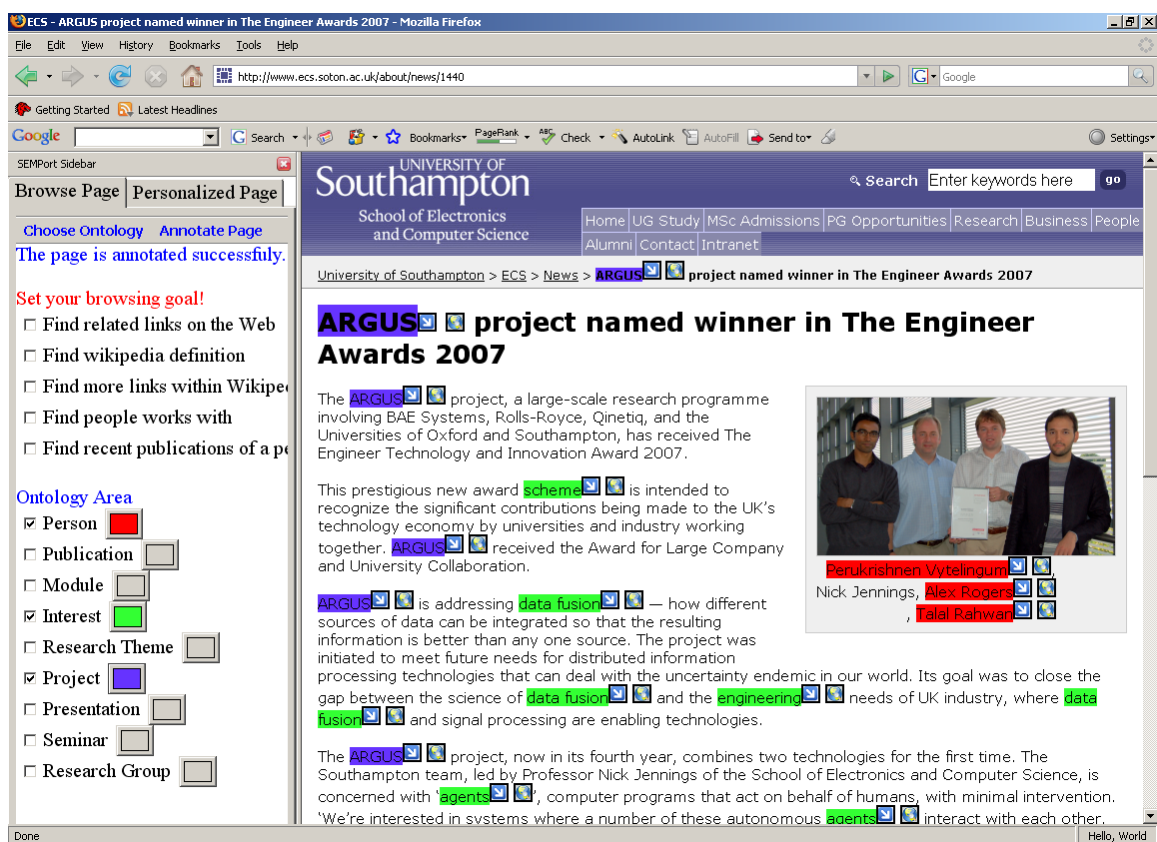 ECS - ARGUS project named winner in The Engineer Awards 2007 - Mozilla Firefox
File Edit View History Bookmarks Tools Help
http://www.ecs.soton.ac.uk/about/news/1440
G Google
Getting Started Latest Headlines
Google G Search Bookmarks PageRank ABC Check AutoLink AutoFill Send to Settings
SEMPort Sidebar
Browse Page Personalized Page
Choose Ontology Annotate Page
The page is annotated successfuly.
Set your browsing goal!
Find related links on the Web
Find wikipedia definition
Find more links within Wikipe
Find people works with
Find recent publications of a pe
Ontology Area
Person
Publication
Module
Interest
Research Theme
Project
Presentation
Seminar
Research Group
UNIVERSITY OF
Southampton
School of Electronics
and Computer Science
Search Enter keywords here go
Home UG Study MSc Admissions PG Opportunities Research Business People
Alumni Contact Intranet
University of Southampton > ECS > News > ARGUS project named winner in The Engineer Awards 2007
ARGUS project named winner in The Engineer
Awards 2007
The ARGUS project, a large-scale research programme
involving BAE Systems, Rolls-Royce, Qinetiq, and the
Universities of Oxford and Southampton, has received The
Engineer Technology and Innovation Award 2007.
This prestigious new award scheme is intended to
recognize the significant contributions being made to the UK's
technology economy by universities and industry working
together. ARGUS received the Award for Large Company
and University Collaboration.
Perukrishnen Vytelingum,
Nick Jennings, Alex Rogers
, Talal Rahwan
ARGUS is addressing data fusion — how different
sources of data can be integrated so that the resulting
information is better than any one source. The project was
initiated to meet future needs for distributed information
processing technologies that can deal with the uncertainty endemic in our world. Its goal was to close the
gap between the science of data fusion and the engineering needs of UK industry, where data
fusion and signal processing are enabling technologies.
The ARGUS project, now in its fourth year, combines two technologies for the first time. The
Southampton team, led by Professor Nick Jennings of the School of Electronics and Computer Science, is
concerned with 'agents', computer programs that act on behalf of humans, with minimal intervention.
'We're interested in systems where a number of these autonomous agents interact with each other.
Done
Hello, World